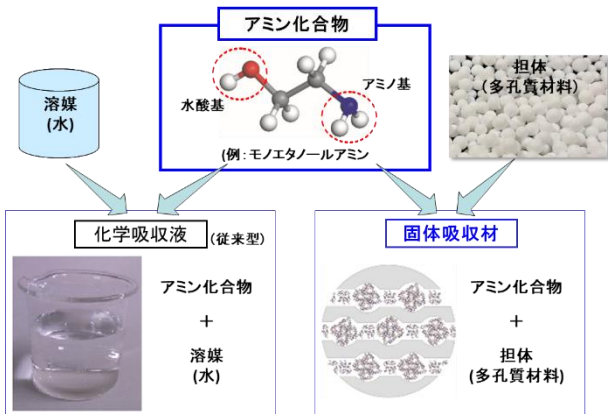 アミン化合物
水酸基
アミノ基
(例：モノエタノールアミン
溶媒
(水)
担体
(多孔質材料)
化学吸収液 (従来型)
アミン化合物
+
溶媒
(水)
固体吸収材
アミン化合物
+
担体
(多孔質材料)